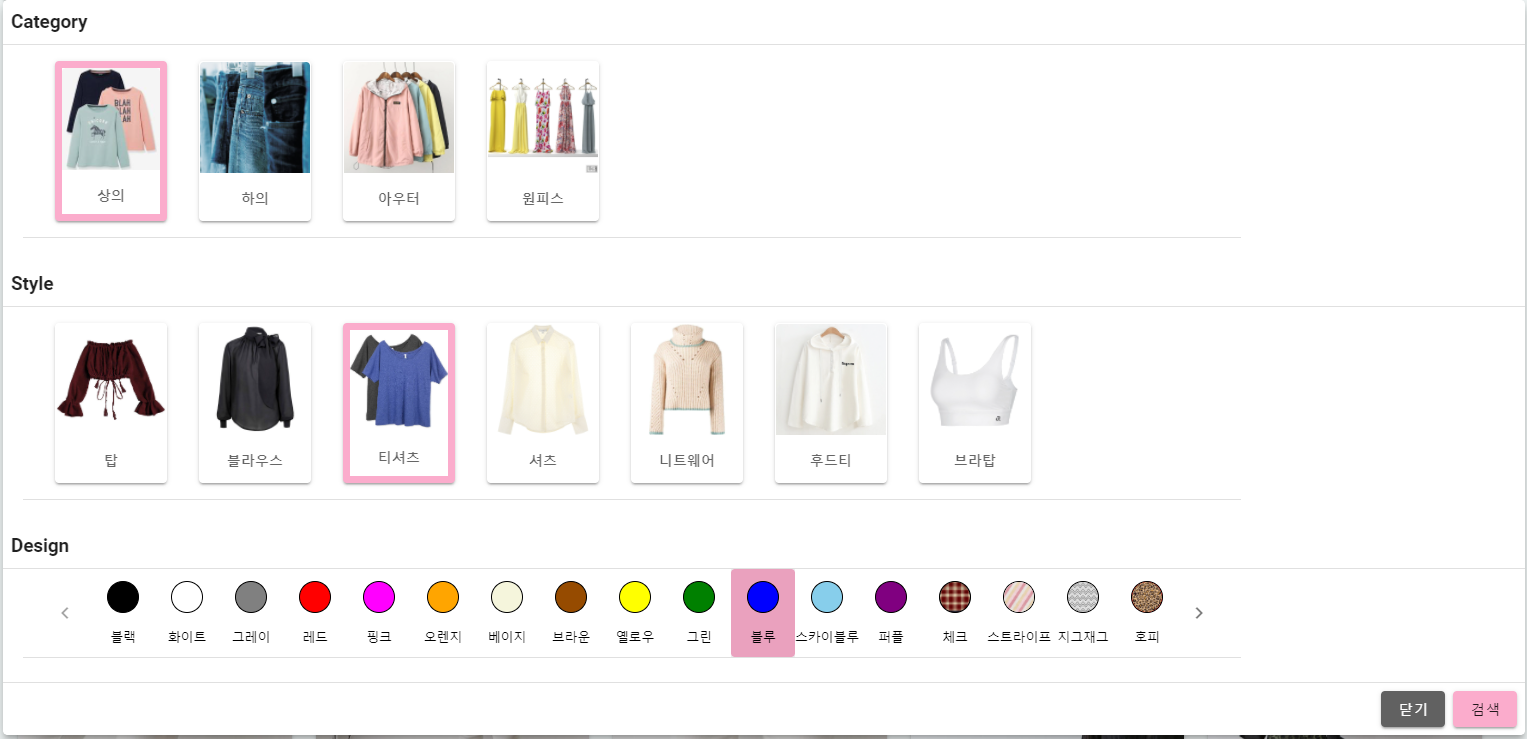 Category
BLAH
BLAH
BLAH
상의
하의
아우터
원피스
Style
탑
블라우스
티셔츠
셔츠
니트웨어
후드티
브라탑
Design
블랙
화이트
그레이
레드
핑크
오렌지
베이지
브라운
옐로우
그린
블루
스카이블루
퍼플
체크
스트라이프
지그재그
호피
닫기
검색